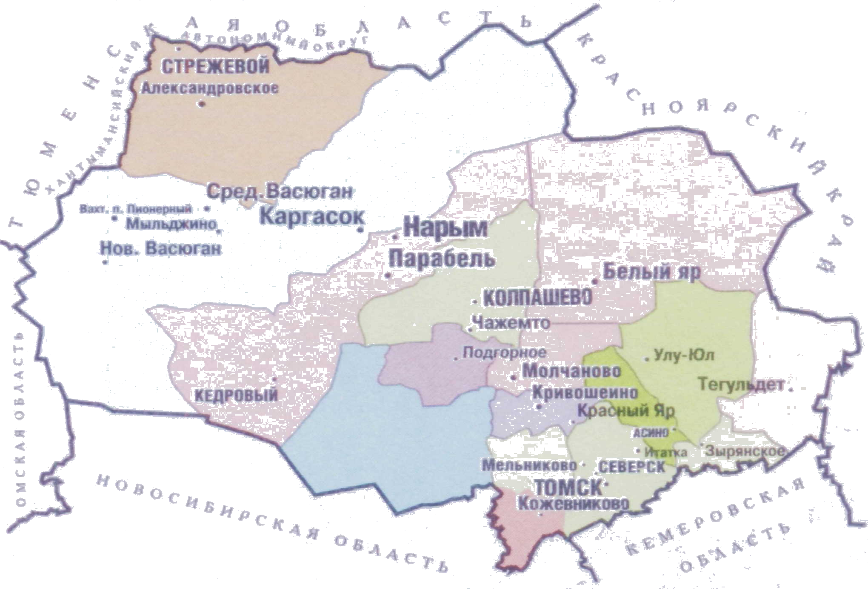 ТЮМЕНСКАЯ ОБЛАСТЬ
ХАНТЫМАНСИЙСКИЙ
АВТОНОМНЫЙ ОКРУГ
КРАСНОЯРСКИЙ КРАЙ
СТРЕЖЕВОЙ
Александровское
Сред. Васюган
Вахт. п. Пионерный
Мыльджино
Каргасок
Нов. Васюган
Нарым
Парабель
Белый яр
КОЛПАШЕВО
Чажемто
Подгорное
Улу-Юл
Молчаново
Тегульдет
КЕДРОВЫЙ
Кривошеино
Красный Яр
АСИНО
Итатка
Зырянское
Мельниково
СЕВЕРСК
ТОМСК
Кожевниково
ОМСКАЯ ОБЛАСТЬ
НОВОСИБИРСКАЯ ОБЛАСТЬ
КЕМЕРОВСКАЯ
ОБЛАСТЬ